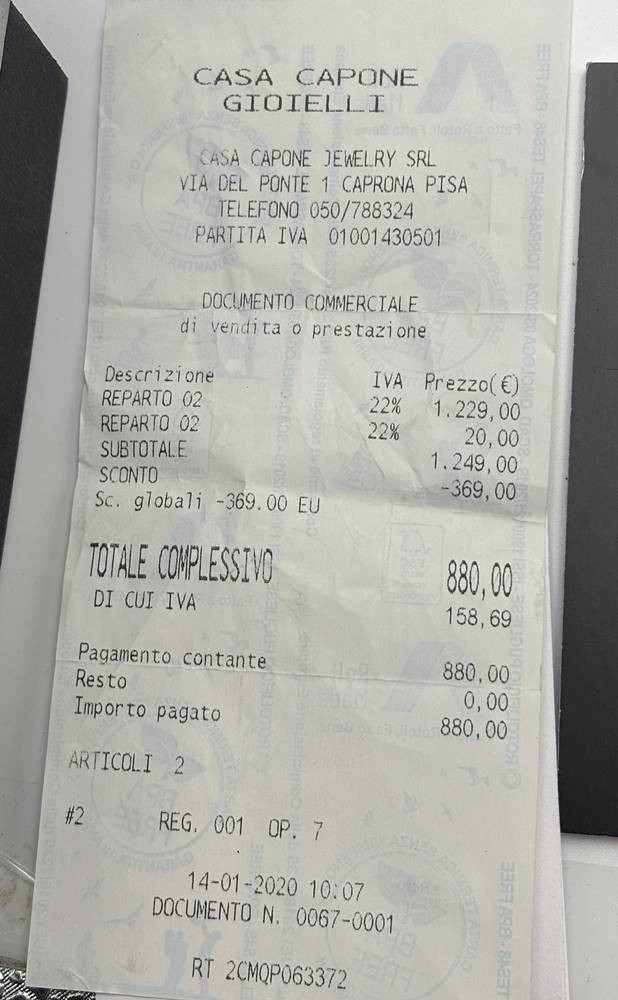 CASA CAPONE
GIOIELLI
CASA CAPONE JEWELRY SRL
VIA DEL PONTE 1 CAPRONA PISA
TELEFONO 050/788324
PARTITA IVA 01001430501
DOCUMENTO COMMERCIALE
di vendita o prestazione
Descrizione IVA Prezzo(€)
REPARTO 02 22% 1.229,00
REPARTO 02 22% 20,00
SUBTOTALE 1.249,00
SCONTO -369,00
Sc. globali -369.00 EU
TOTALE COMPLESSIVO 880,00
DI CUI IVA 158,69
Pagamento contante 880,00
Resto 0,00
Importo pagato 880,00
ARTICOLI 2
#2 REG. 001 OP. 7
14-01-2020 10:07
DOCUMENTO N. 0067-0001
RT 2CMQP063372